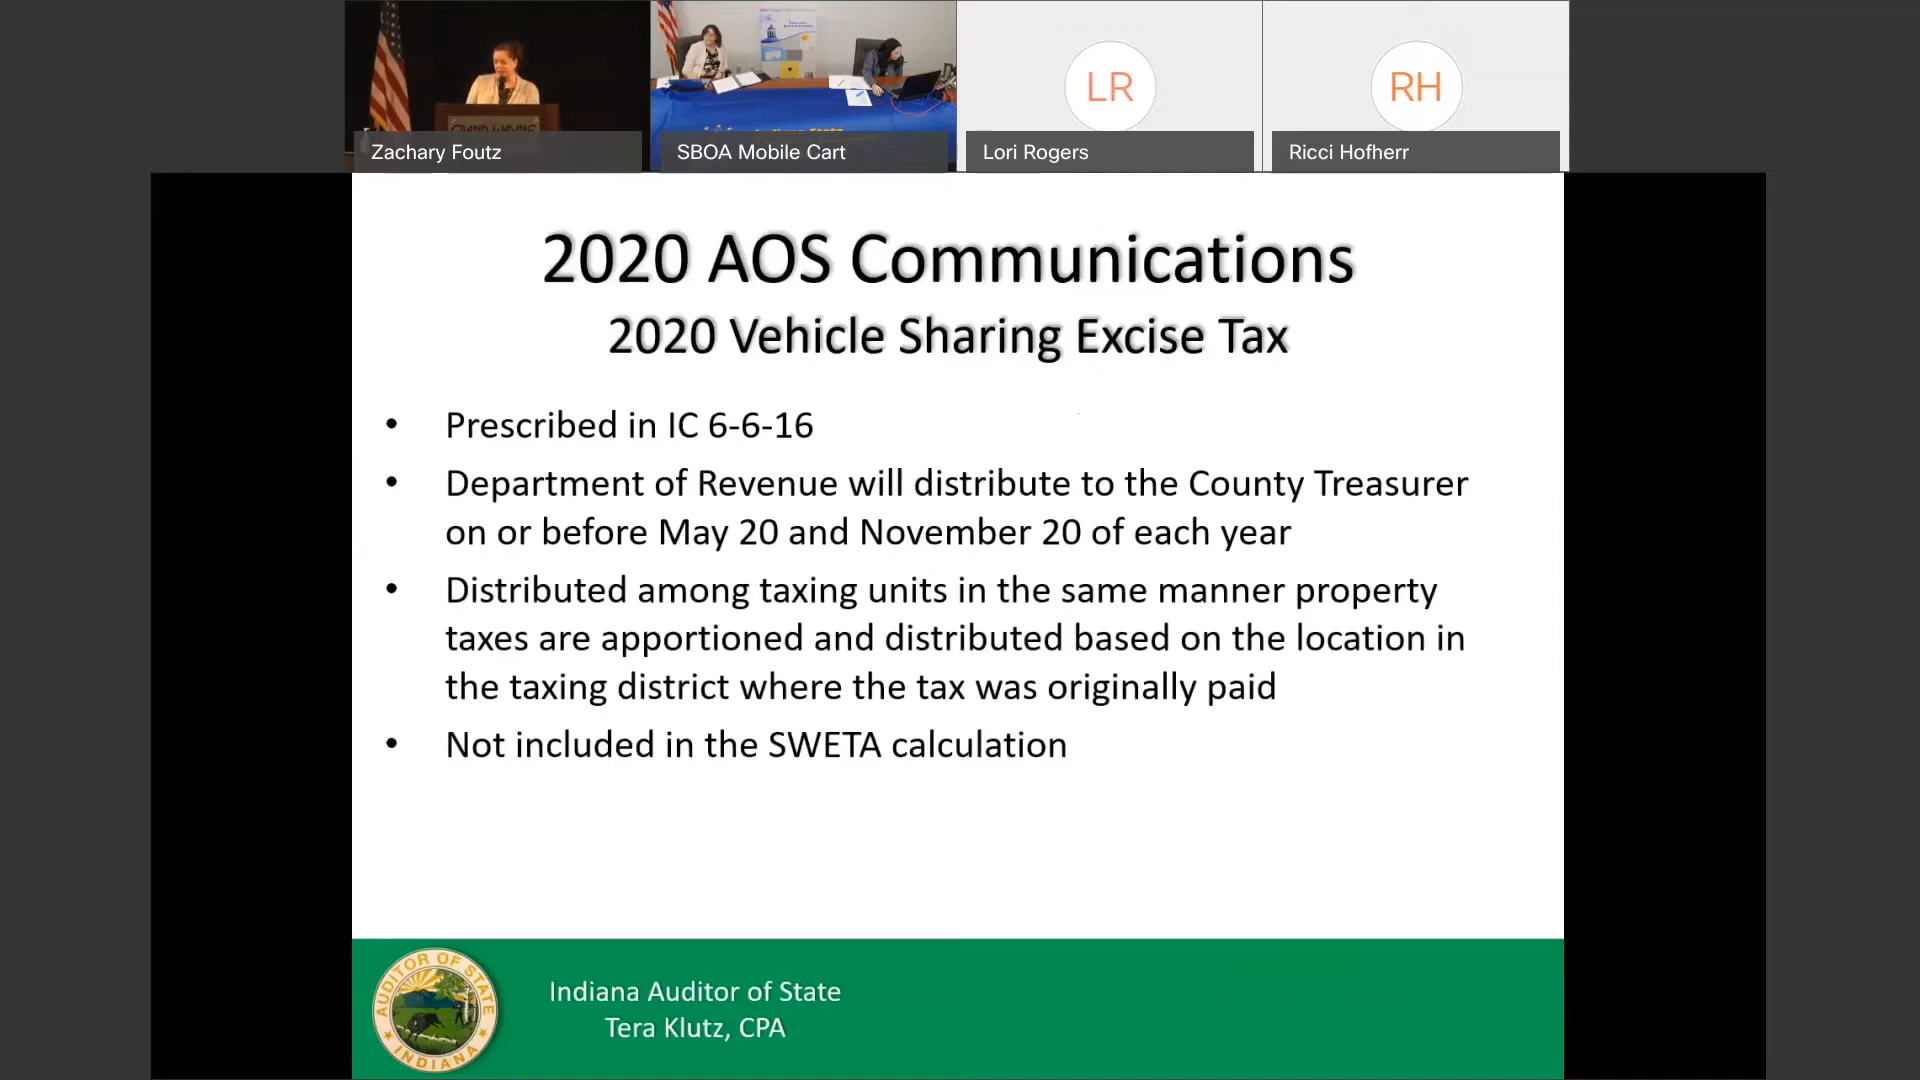 GRAND WAYNE
Zachary Foutz
SBOA Mobile Cart
LR
Lori Rogers
RH
Ricci Hofherr
2020 AOS Communications
2020 Vehicle Sharing Excise Tax
• Prescribed in IC 6-6-16
• Department of Revenue will distribute to the County Treasurer
on or before May 20 and November 20 of each year
• Distributed among taxing units in the same manner property
taxes are apportioned and distributed based on the location in
the taxing district where the tax was originally paid
• Not included in the SWETA calculation
AUDITOR OF STATE
INDIANA
Indiana Auditor of State
Tera Klutz, CPA